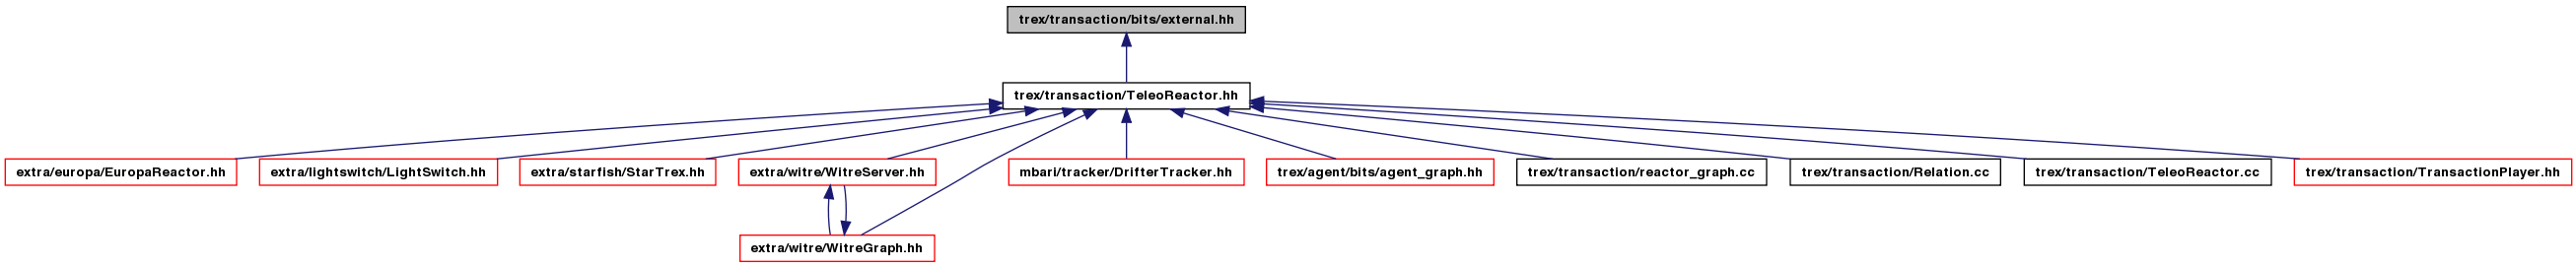 trex/transaction/bits/external.hh
trex/transaction/TeleoReactor.hh
extra/europa/EuropaReactor.hh
extra/lightswitch/LightSwitch.hh
extra/starfish/StarTrex.hh
extra/witre/WitreServer.hh
mbari/tracker/DrifterTracker.hh
trex/agent/bits/agent_graph.hh
trex/transaction/reactor_graph.cc
trex/transaction/Relation.cc
trex/transaction/TeleoReactor.cc
trex/transaction/TransactionPlayer.hh
extra/witre/WitreGraph.hh